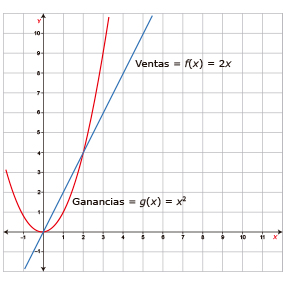 y
10
9
8
7
6
5
4
3
2
1
-1
Ventas = f(x) = 2x
Ganancias = g(x) = x²
-1 1 2 3 4 5 6 7 8 9 10 11 x